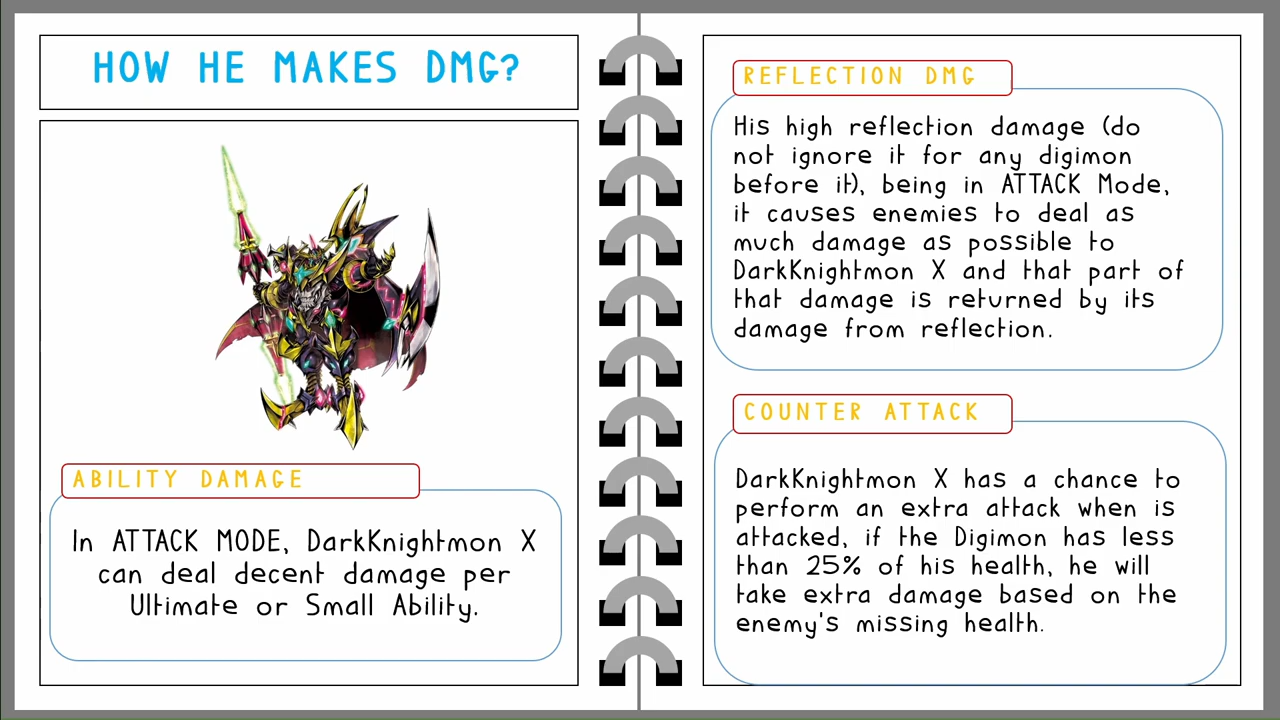 HOW HE MAKES DMG?
ABILITY DAMAGE
In ATTACK MODE, DarkKnightmon X
can deal decent damage per
Ultimate or Small Ability.
REFLECTION DMG
His high reflection damage (do
not ignore it for any digimon
before it), being in ATTACK Mode,
it causes enemies to deal as
much damage as possible to
DarkKnightmon X and that part of
that damage is returned by its
damage from reflection.
COUNTER ATTACK
DarkKnightmon X has a chance to
perform an extra attack when is
attacked, if the Digimon has less
than 25% of his health, he will
take extra damage based on the
enemy's missing health.